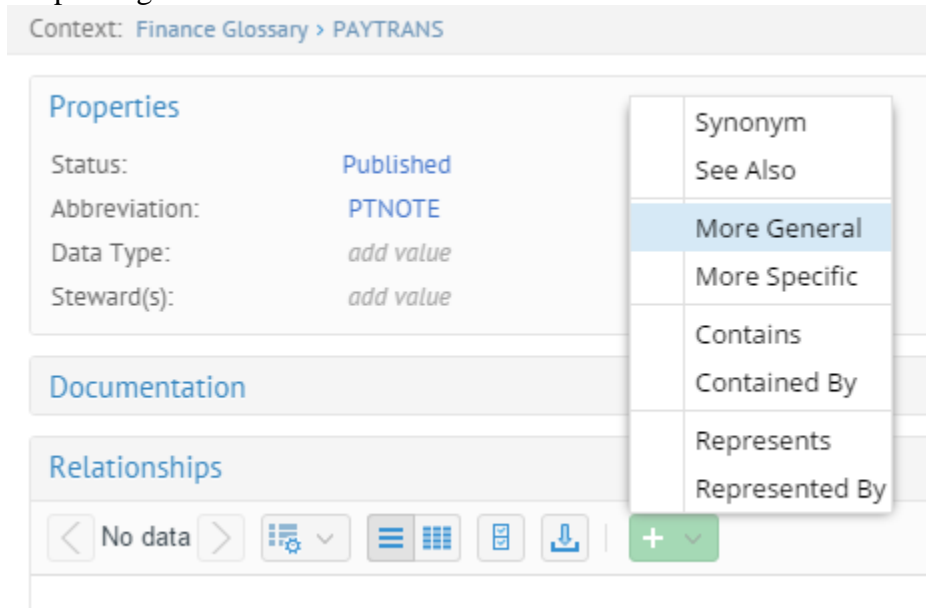 Context: Finance Glossary > PAYTRANS
Properties
Status: Published
Abbreviation: PTNOTE
Data Type: add value
Steward(s): add value
Documentation
Relationships
No data
Synonym
See Also
More General
More Specific
Contains
Contained By
Represents
Represented By